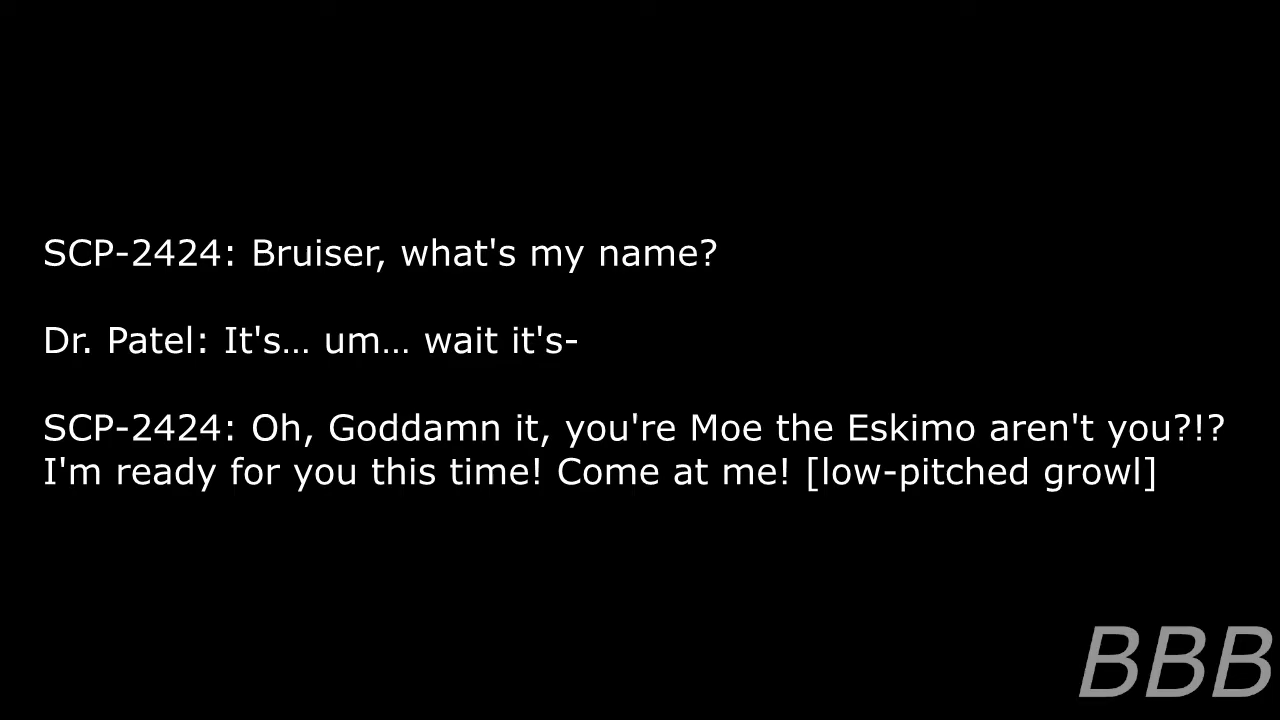 SCP-2424: Bruiser, what's my name?
Dr. Patel: It's... um... wait it's-
SCP-2424: Oh, Goddamn it, you're Moe the Eskimo aren't you?!?
I'm ready for you this time! Come at me! [low-pitched growl]
BBB